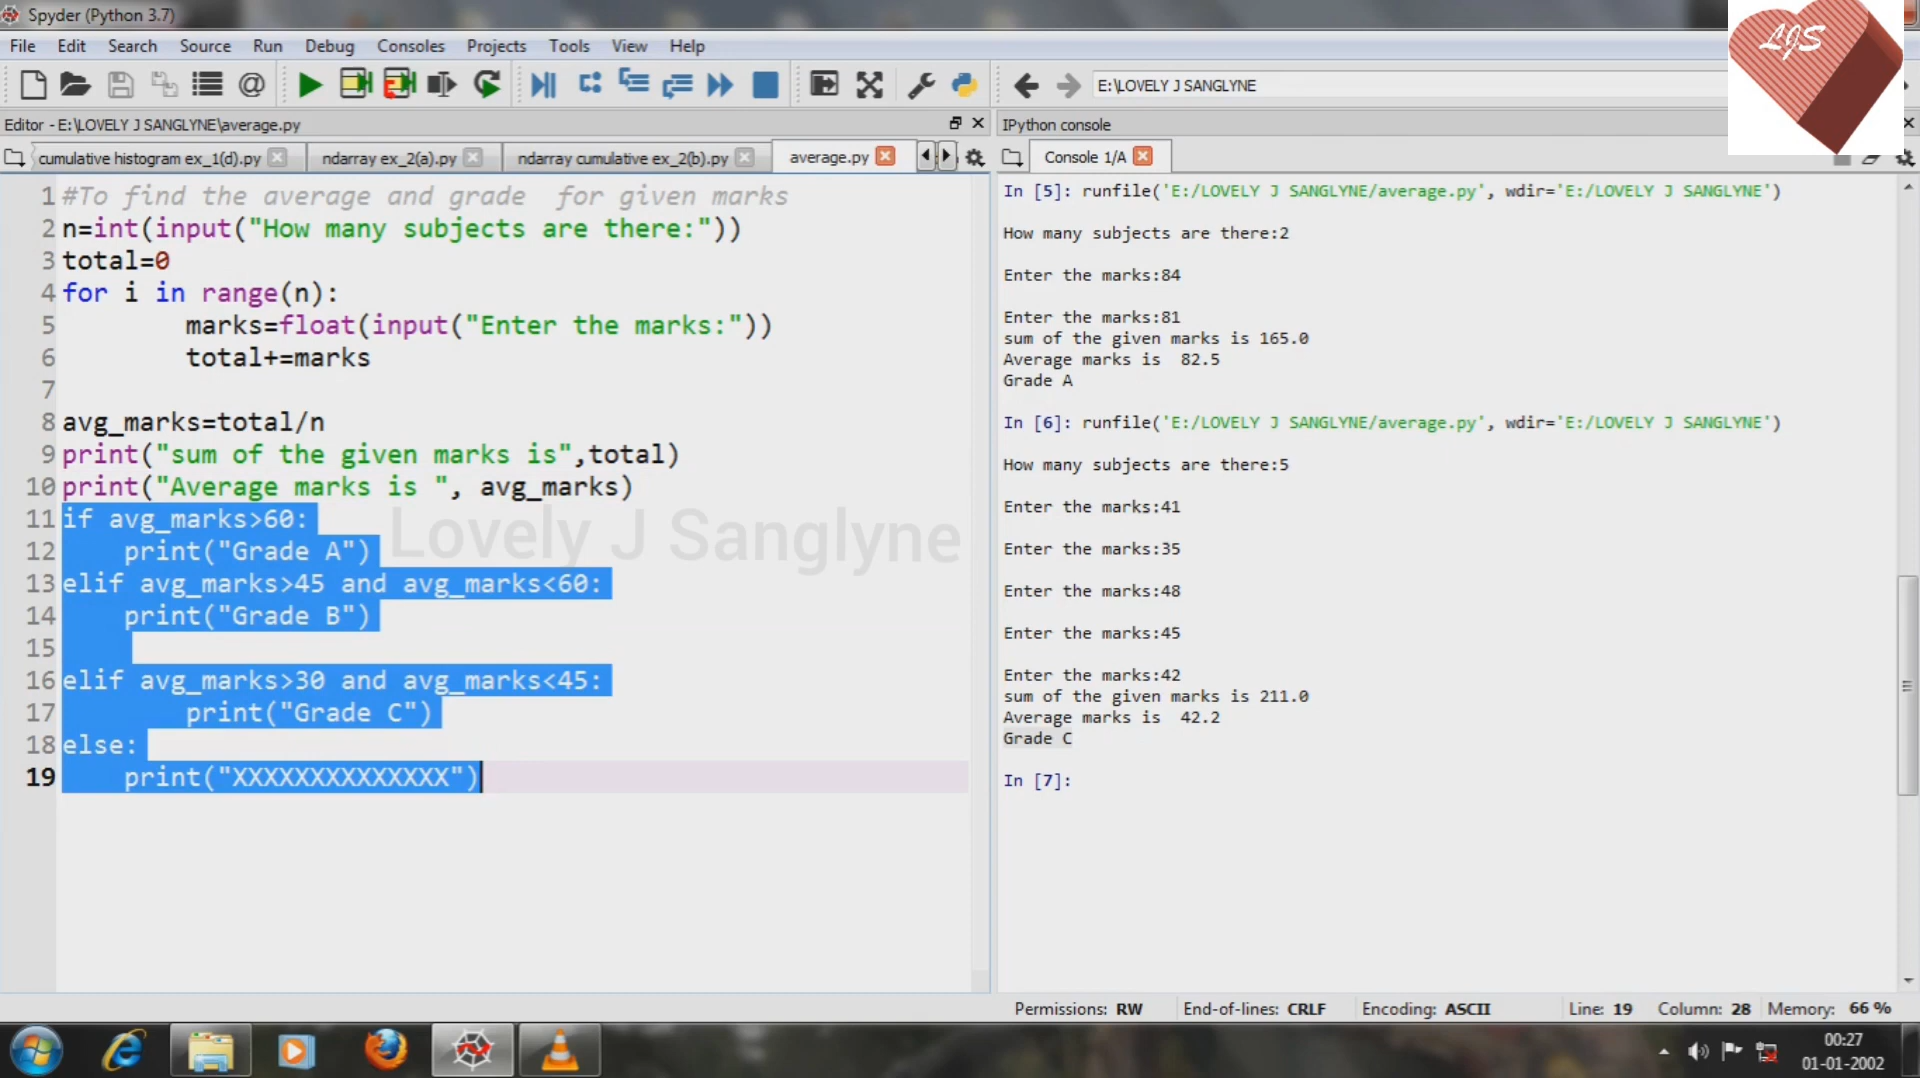 Spyder (Python 3.7)
LJS
File Edit Search Source Run Debug Consoles Projects Tools View Help
E:\LOVELY J SANGLYNE
Editor - E:\LOVELY J SANGLYNE\average.py
IPython console
cumulative histogram ex_1(d).py ndarray ex_2(a).py ndarray cumulative ex_2(b).py average.py
Console 1/A
1 #To find the average and grade  for given marks
2 n=int(input("How many subjects are there:"))
3 total=0
4 for i in range(n):
5         marks=float(input("Enter the marks:"))
6         total+=marks
7
8 avg_marks=total/n
9 print("sum of the given marks is",total)
10 print("Average marks is ", avg_marks)
11 if avg_marks>60:
12     print("Grade A")
13 elif avg_marks>45 and avg_marks<60:
14     print("Grade B")
15
16 elif avg_marks>30 and avg_marks<45:
17         print("Grade C")
18 else:
19     print("XXXXXXXXXXXXXX")
Lovely J Sanglyne
In [5]: runfile('E:/LOVELY J SANGLYNE/average.py', wdir='E:/LOVELY J SANGLYNE')
How many subjects are there:2
Enter the marks:84
Enter the marks:81
sum of the given marks is 165.0
Average marks is  82.5
Grade A
In [6]: runfile('E:/LOVELY J SANGLYNE/average.py', wdir='E:/LOVELY J SANGLYNE')
How many subjects are there:5
Enter the marks:41
Enter the marks:35
Enter the marks:48
Enter the marks:45
Enter the marks:42
sum of the given marks is 211.0
Average marks is  42.2
Grade C
In [7]:
Permissions: RW End-of-lines: CRLF Encoding: ASCII Line: 19 Column: 28 Memory: 66 %
00:27
01-01-2002